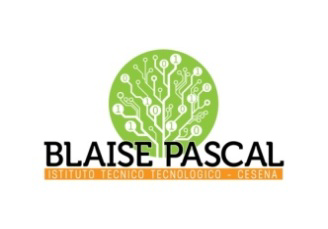 BLAISE PASCAL
ISTITUTO TECNICO TECNOLOGICO - CESENA